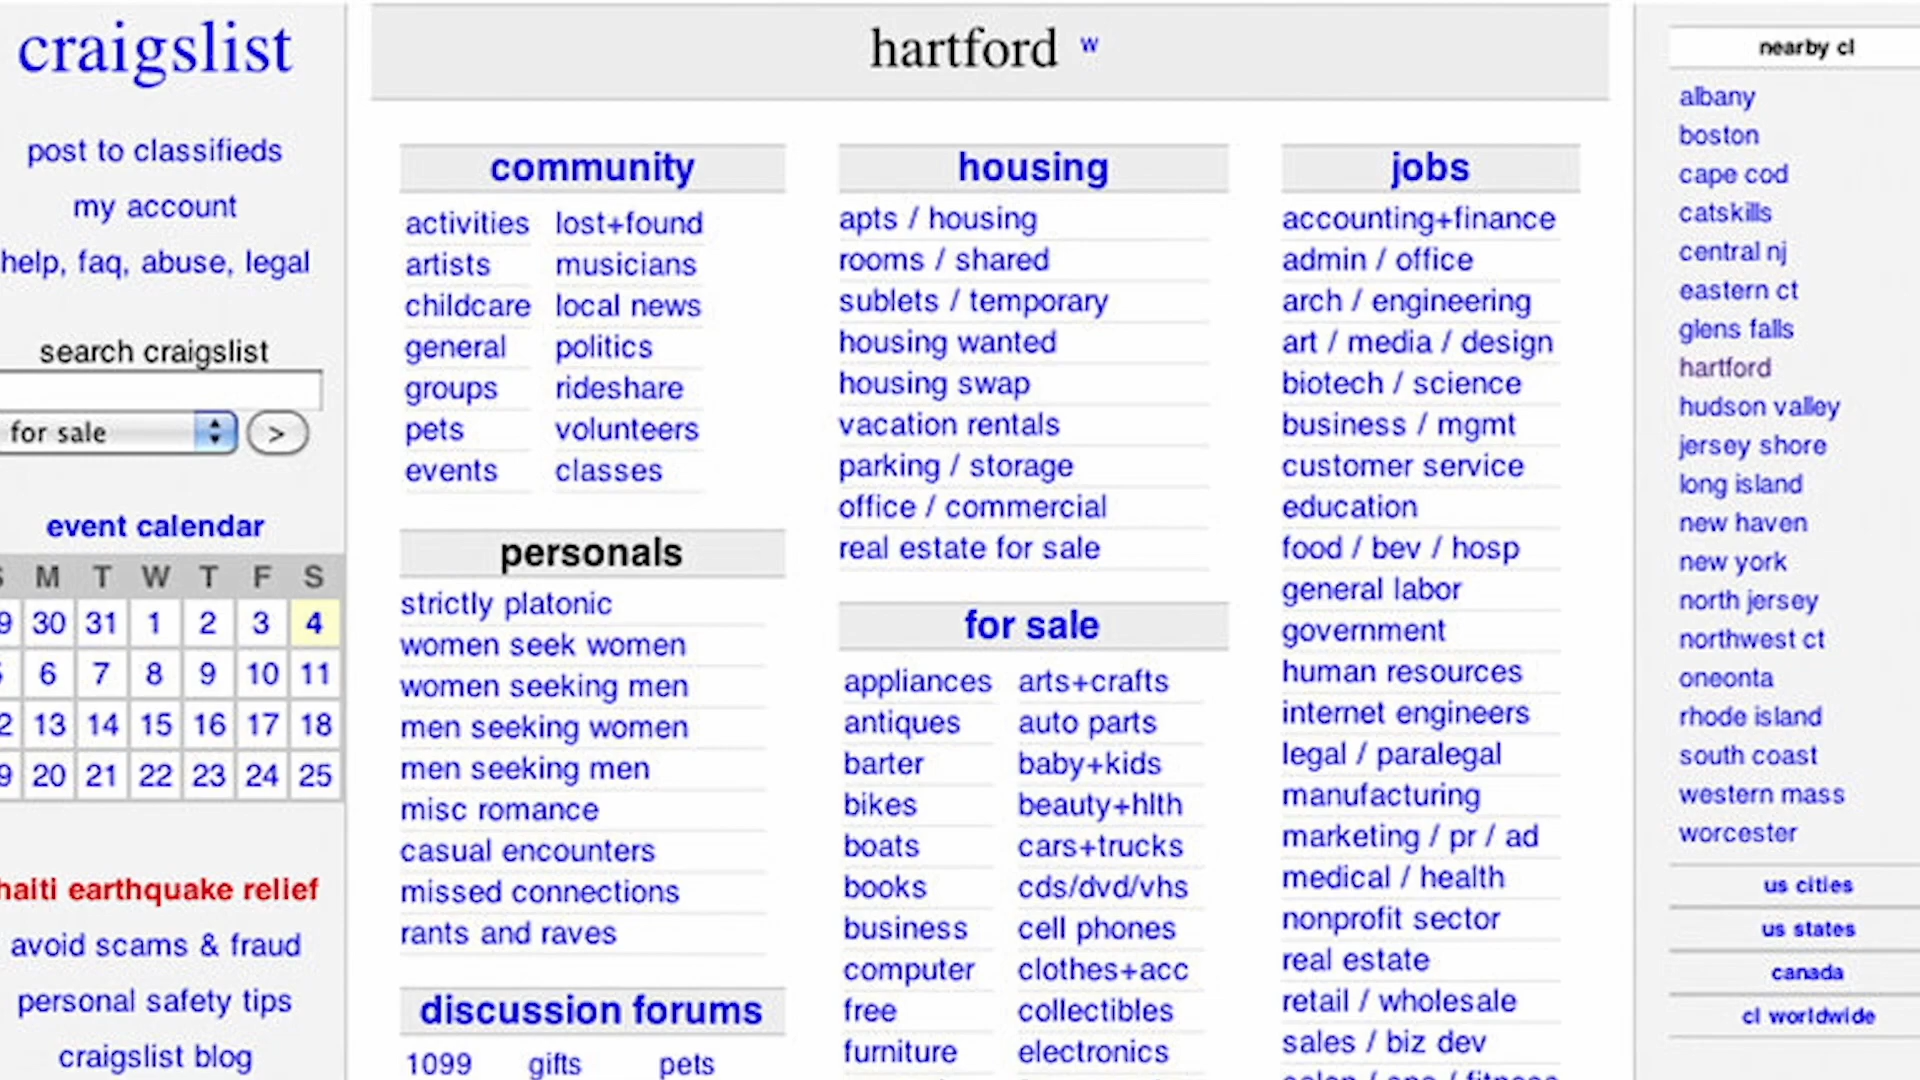 craigslist
post to classifieds
my account
help, faq, abuse, legal
search craigslist
for sale
>
event calendar
M T W T F S
30 31 1 2 3 4
6 7 8 9 10 11
13 14 15 16 17 18
20 21 22 23 24 25
haiti earthquake relief
avoid scams & fraud
personal safety tips
craigslist blog
hartford w
community
activities lost+found
artists musicians
childcare local news
general politics
groups rideshare
pets volunteers
events classes
personals
strictly platonic
women seek women
women seeking men
men seeking women
men seeking men
misc romance
casual encounters
missed connections
rants and raves
discussion forums
1099 gifts pets
housing
apts / housing
rooms / shared
sublets / temporary
housing wanted
housing swap
vacation rentals
parking / storage
office / commercial
real estate for sale
for sale
appliances arts+crafts
antiques auto parts
barter baby+kids
bikes beauty+hlth
boats cars+trucks
books cds/dvd/vhs
business cell phones
computer clothes+acc
free collectibles
furniture electronics
jobs
accounting+finance
admin / office
arch / engineering
art / media / design
biotech / science
business / mgmt
customer service
education
food / bev / hosp
general labor
government
human resources
internet engineers
legal / paralegal
manufacturing
marketing / pr / ad
medical / health
nonprofit sector
real estate
retail / wholesale
sales / biz dev
nearby cl
albany
boston
cape cod
catskills
central nj
eastern ct
glens falls
hartford
hudson valley
jersey shore
long island
new haven
new york
north jersey
northwest ct
oneonta
rhode island
south coast
western mass
worcester
us cities
us states
canada
cl worldwide